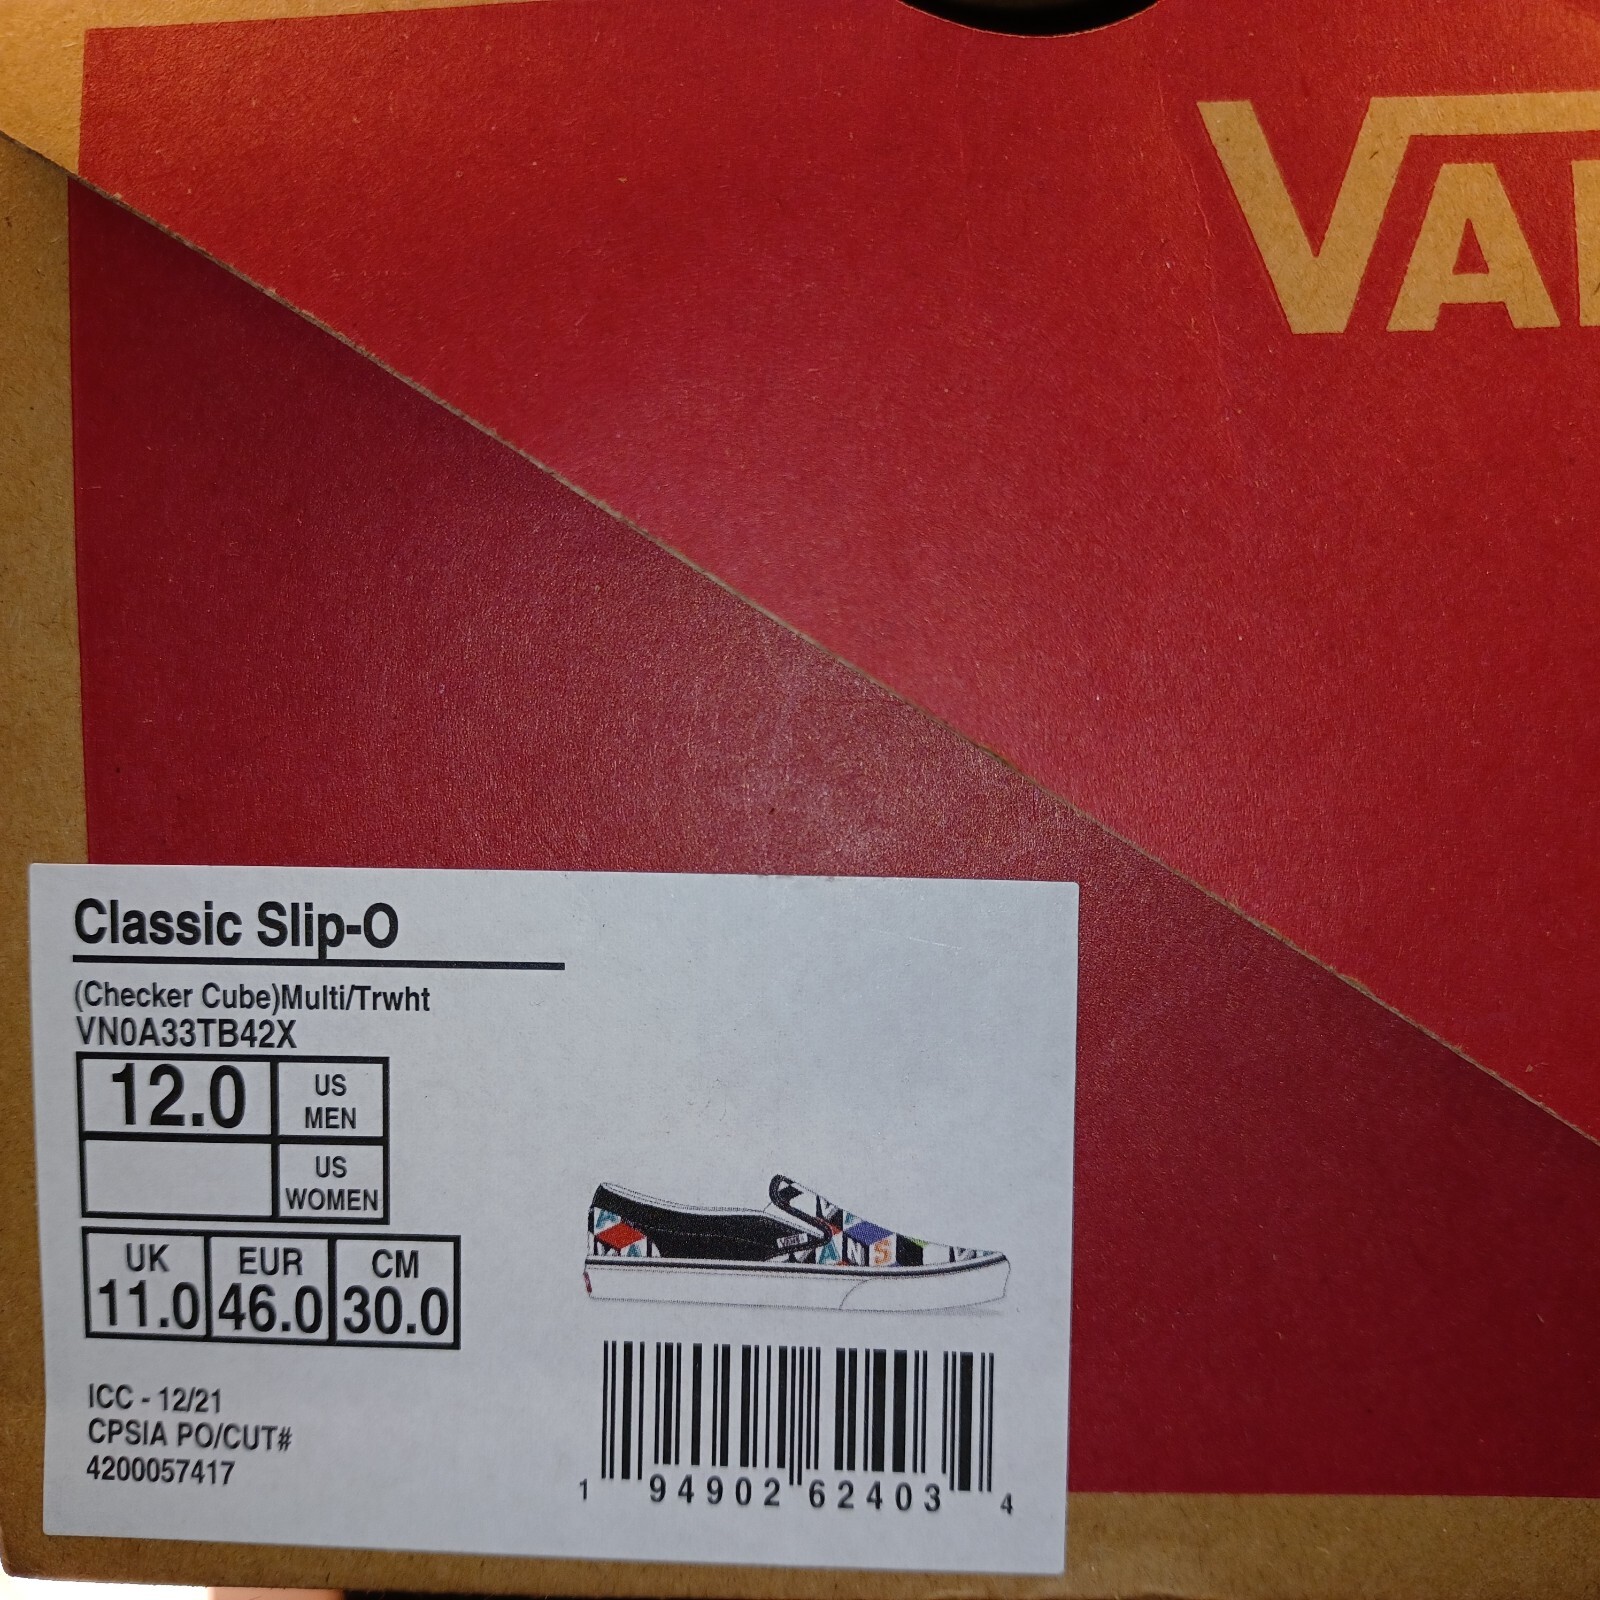 VAN
Classic Slip-O
(Checker Cube)Multi/Trwht
VN0A33TB42X
12.0 US MEN
US WOMEN
UK EUR CM
11.0 46.0 30.0
ICC - 12/21
CPSIA PO/CUT#
4200057417
1 94902 62403 4